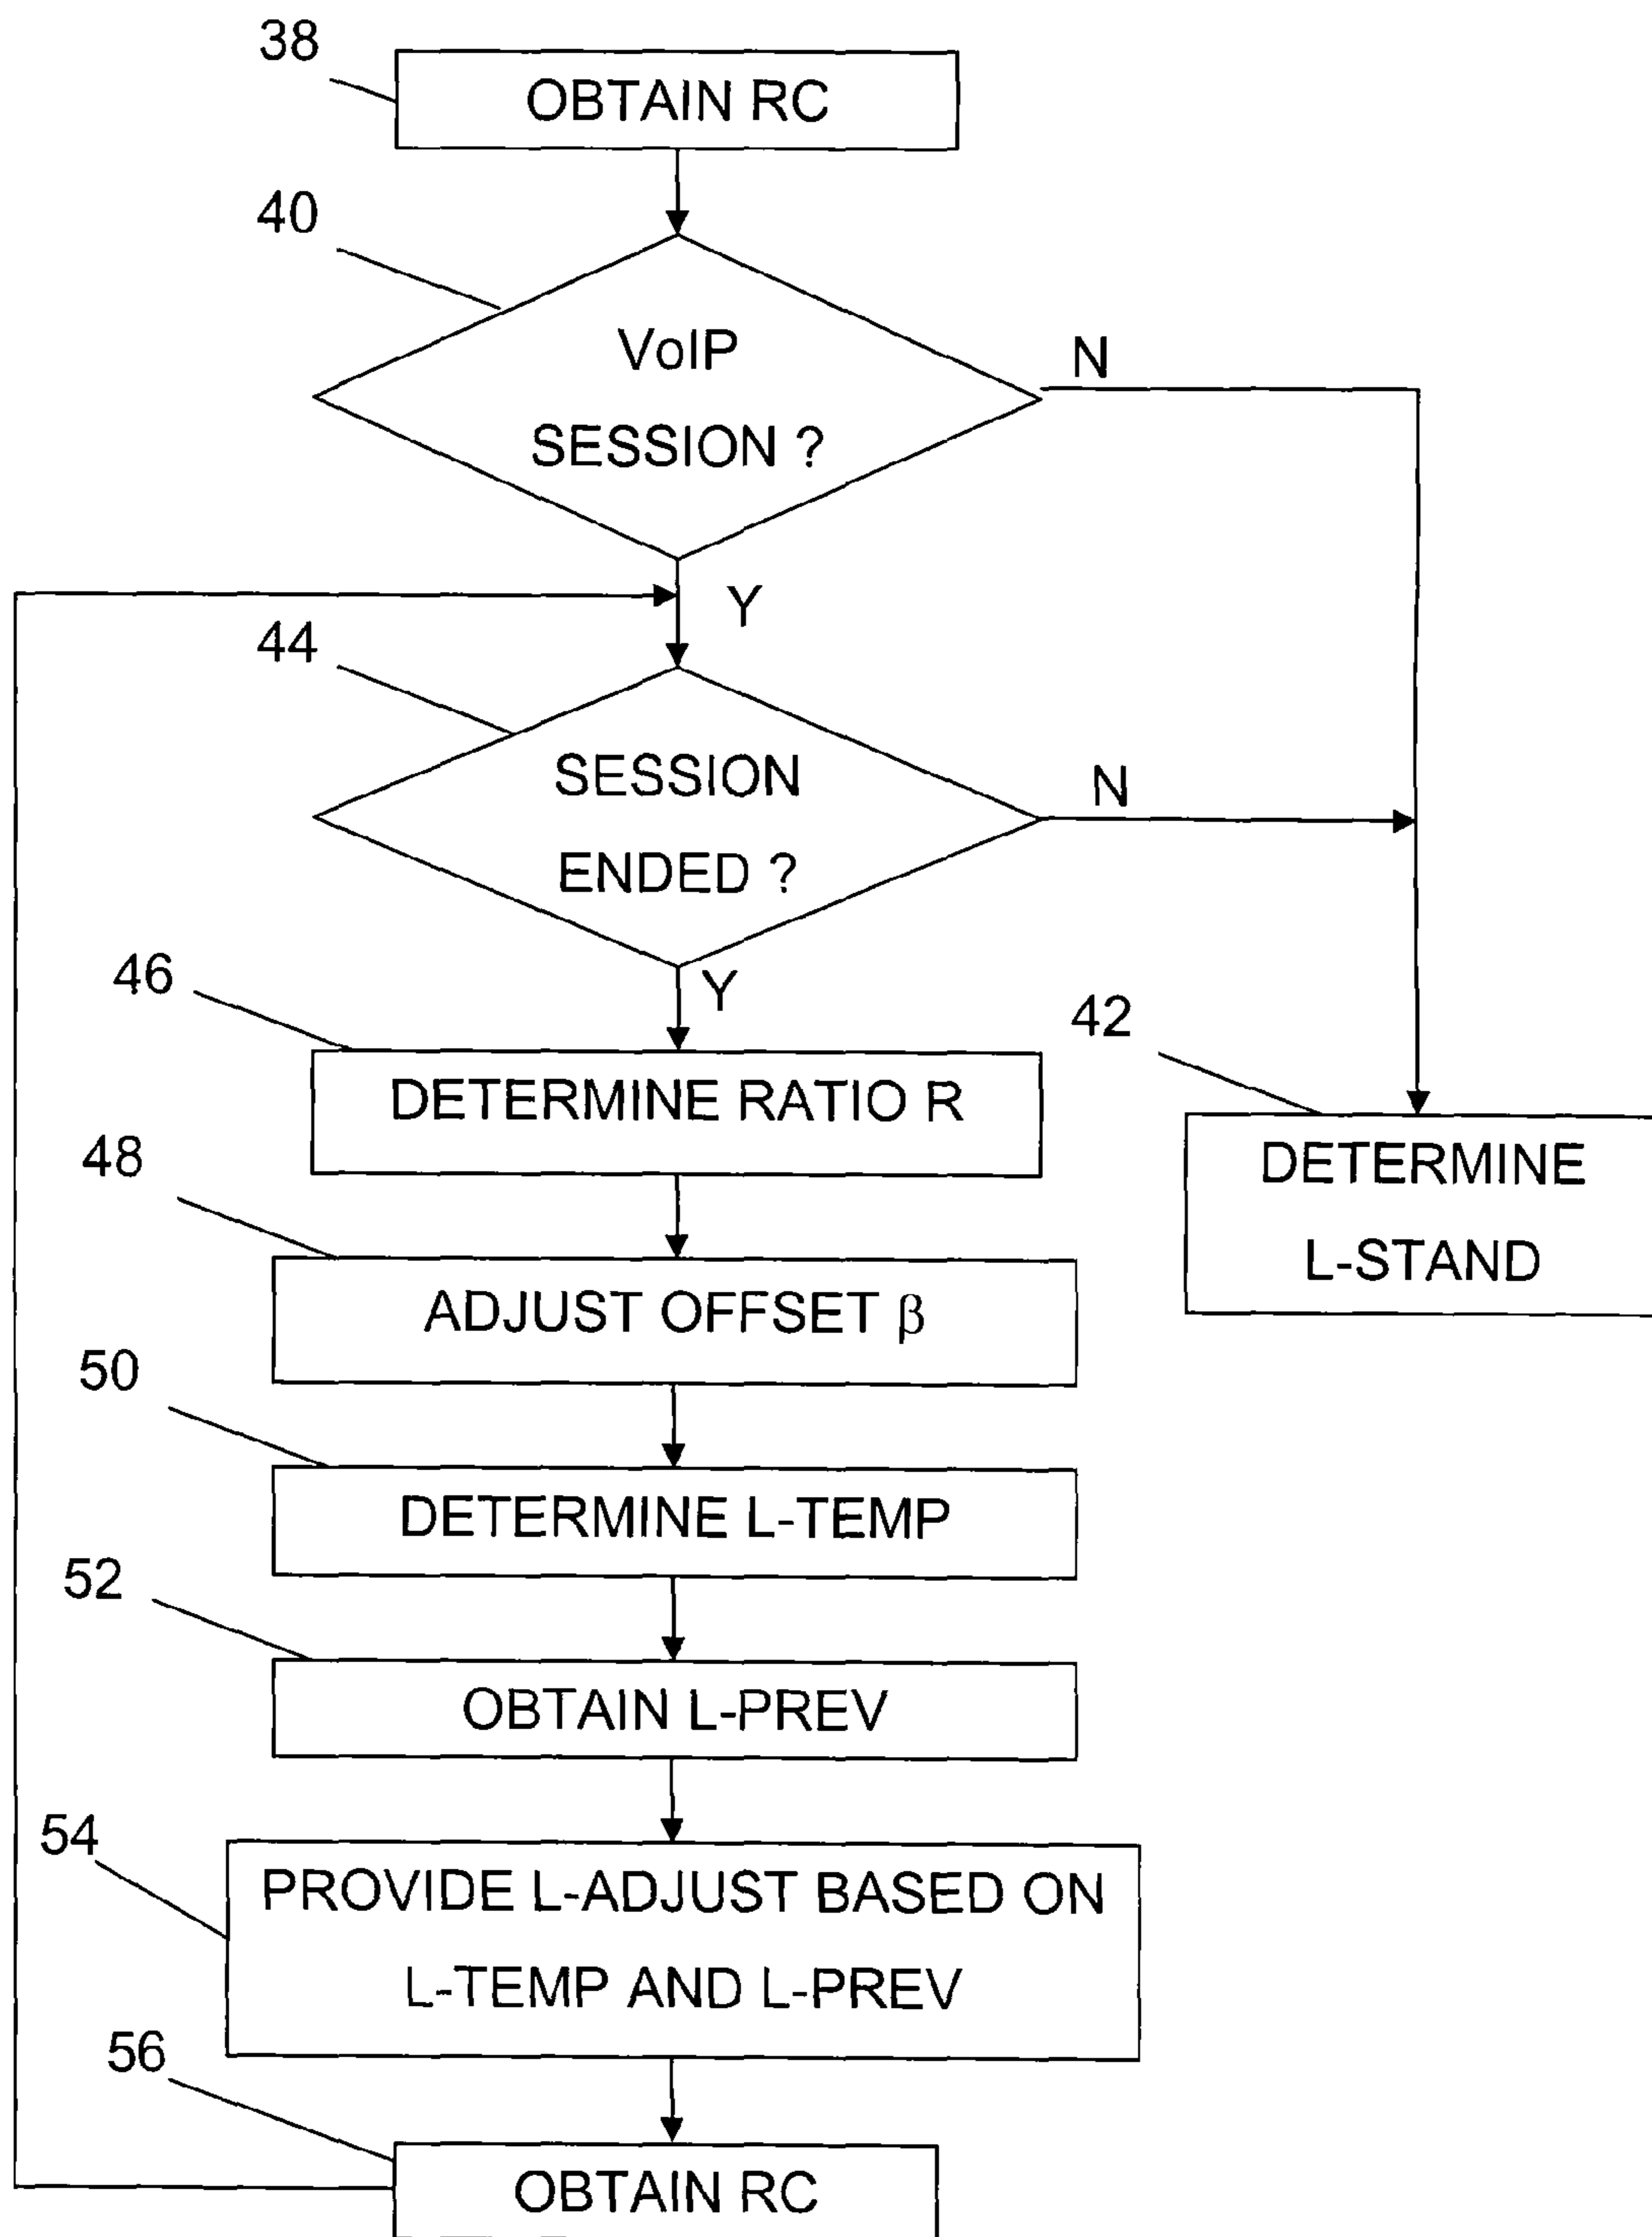 38
OBTAIN RC
40
VoIP
SESSION ?
N
Y
44
SESSION
ENDED ?
N
Y
46
DETERMINE RATIO R
42
DETERMINE
L-STAND
48
ADJUST OFFSET β
50
DETERMINE L-TEMP
52
OBTAIN L-PREV
54
PROVIDE L-ADJUST BASED ON
L-TEMP AND L-PREV
56
OBTAIN RC